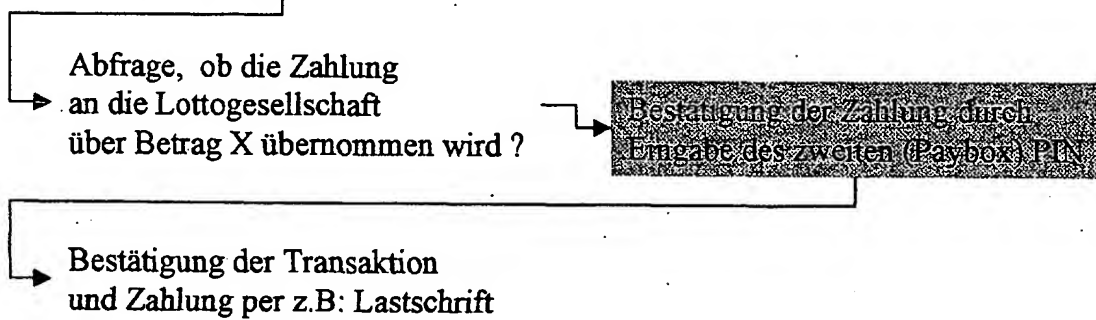 Abfrage, ob die Zahlung
an die Lottogesellschaft
über Betrag X übernommen wird ?
Bestätigung der Zahlung durch
Eingabe des zweiten (Paybox) PIN
Bestätigung der Transaktion
und Zahlung per z.B: Lastschrift